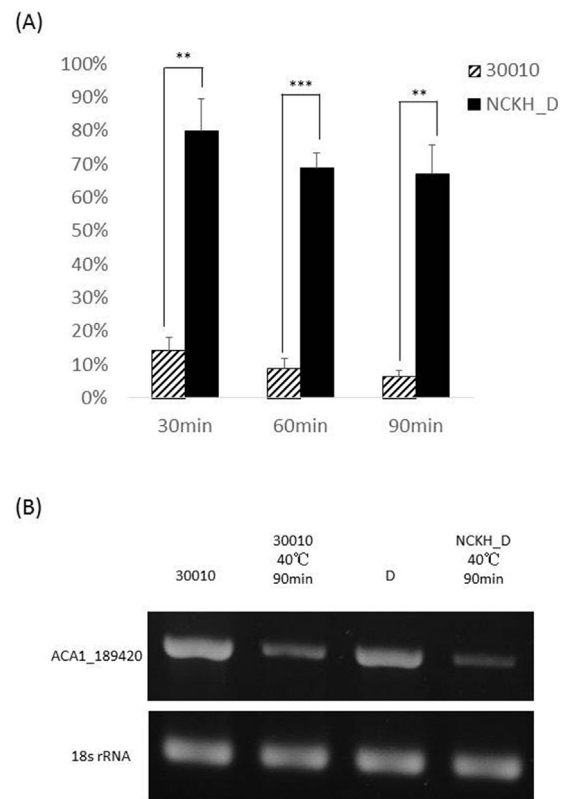 (A)
**
***
**
30010
NCKH_D
100%
90%
80%
70%
60%
50%
40%
30%
20%
10%
0%
30min
60min
90min
(B)
30010
30010
40℃
90min
D
NCKH_D
40℃
90min
ACA1_189420
18s rRNA